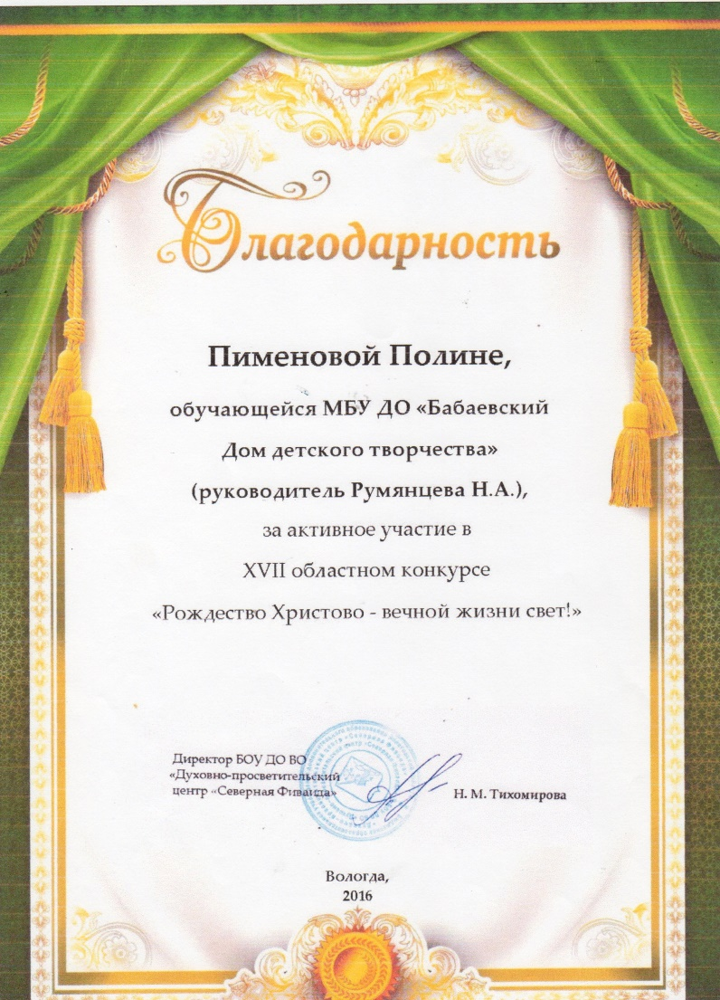 Благодарность
Пименовой Полине,
обучающейся МБУ ДО «Бабаевский
Дом детского творчества»
(руководитель Румянцева Н.А.),
за активное участие в
XVII областном конкурсе
«Рождество Христово - вечной жизни свет!»
Директор БОУ ДО ВО
«Духовно-просветительский
центр «Северная Фиваида»
Н. М. Тихомирова
Вологда,
2016